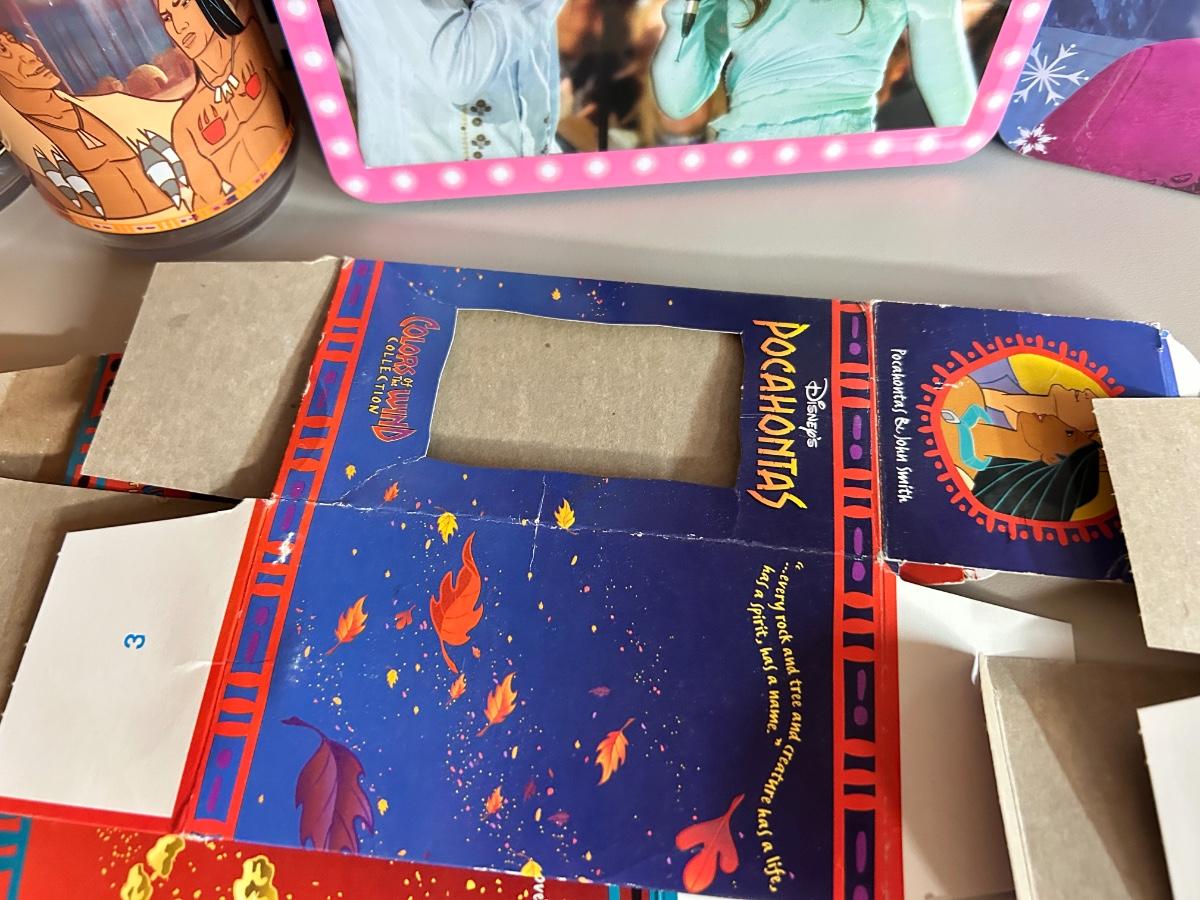 Disney's
POCAHONTAS
COLORS OF THE WIND
COLLECTION
"...every rock and tree and creature has a life,
has a spirit, has a name."
Pocahontas & John Smith
3